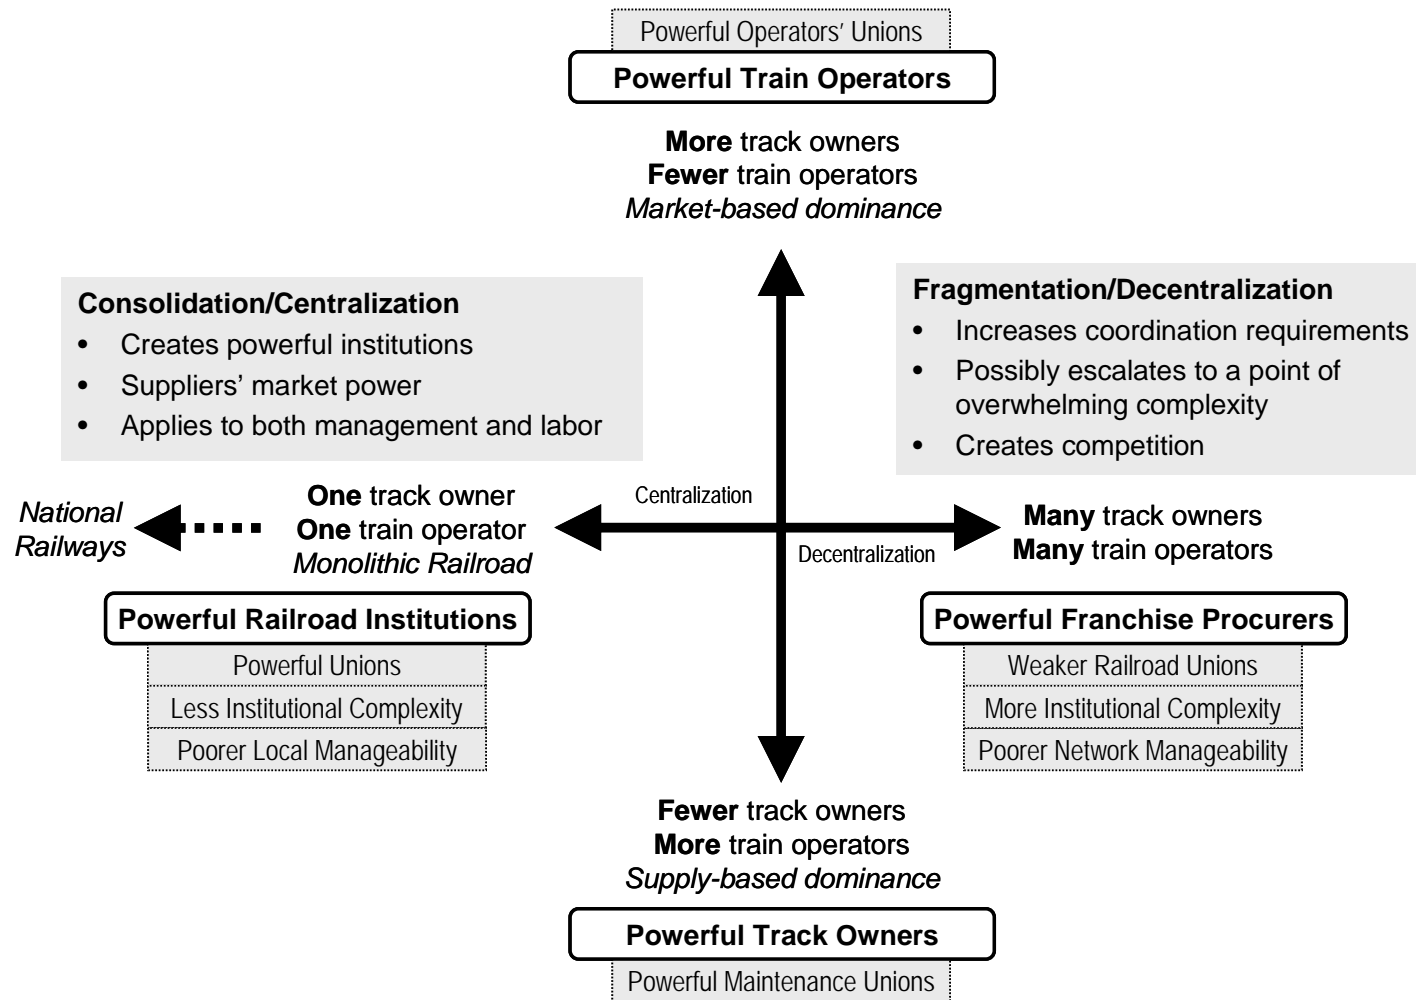 Powerful Operators’ Unions
Powerful Train Operators
More track owners
Fewer train operators
Market-based dominance
Consolidation/Centralization
• Creates powerful institutions
• Suppliers’ market power
• Applies to both management and labor
Fragmentation/Decentralization
• Increases coordination requirements
• Possibly escalates to a point of
overwhelming complexity
• Creates competition
National
Railways
One track owner
One train operator
Monolithic Railroad
Centralization
Decentralization
Many track owners
Many train operators
Powerful Railroad Institutions
Powerful Unions
Less Institutional Complexity
Poorer Local Manageability
Powerful Franchise Procurers
Weaker Railroad Unions
More Institutional Complexity
Poorer Network Manageability
Fewer track owners
More train operators
Supply-based dominance
Powerful Track Owners
Powerful Maintenance Unions